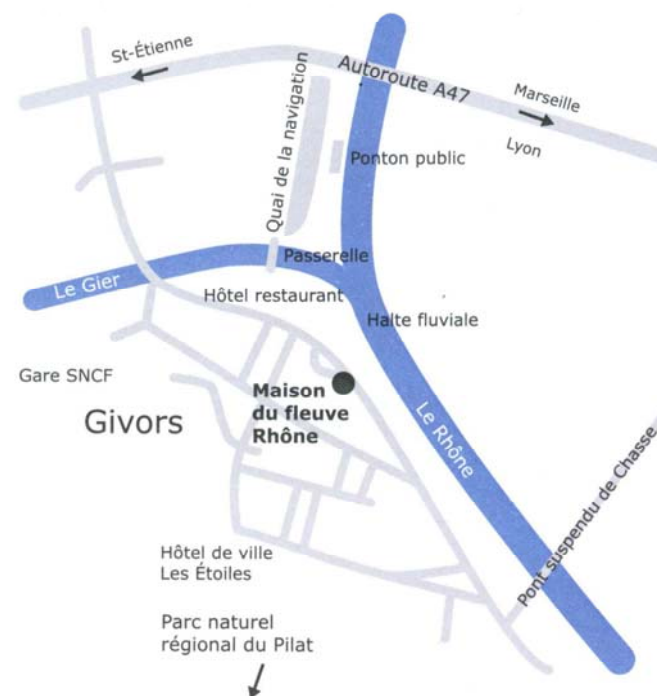 St-Étienne
Autoroute A47
Marseille
Lyon
Quai de la navigation
Ponton public
Passerelle
Le Gier
Hôtel restaurant
Halte fluviale
Gare SNCF
Maison
du fleuve
Rhône
Givors
Le Rhône
Pont suspendu de Chasse
Hôtel de ville
Les Étoiles
Parc naturel
régional du Pilat